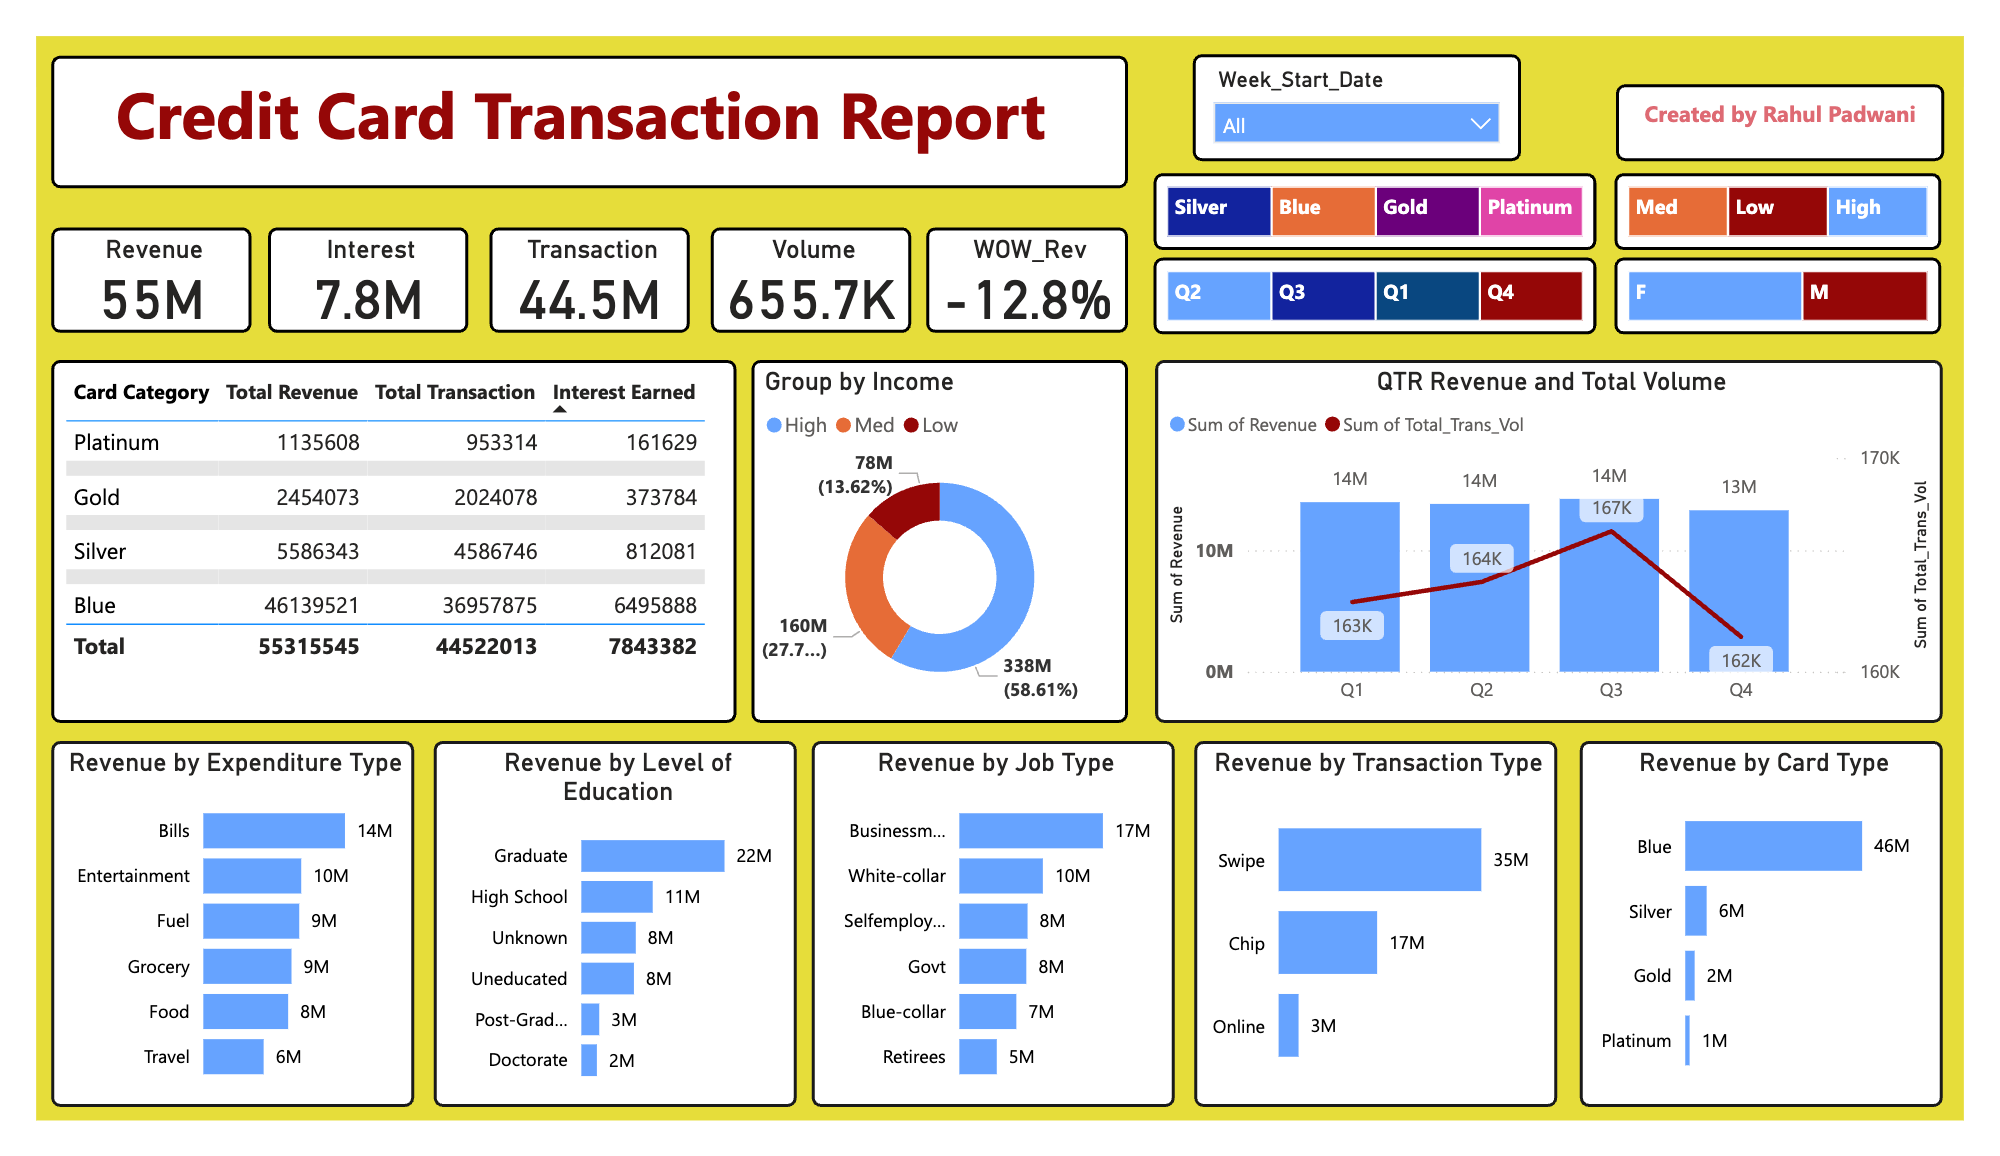 Credit Card Transaction Report
Week_Start_Date
All
Created by Rahul Padwani
Silver Blue Gold Platinum
Med Low High
Q2 Q3 Q1 Q4
F M
Revenue
55M
Interest
7.8M
Transaction
44.5M
Volume
655.7K
WOW_Rev
-12.8%
Card Category Total Revenue Total Transaction Interest Earned
Platinum 1135608 953314 161629
Gold 2454073 2024078 373784
Silver 5586343 4586746 812081
Blue 46139521 36957875 6495888
Total 55315545 44522013 7843382
Group by Income
High Med Low
78M
(13.62%)
160M
(27.7...)
338M
(58.61%)
QTR Revenue and Total Volume
Sum of Revenue Sum of Total_Trans_Vol
Sum of Revenue
10M
0M
14M 14M 14M 13M
163K 164K 167K 162K
170K
160K
Sum of Total_Trans_Vol
Q1 Q2 Q3 Q4
Revenue by Expenditure Type
Bills 14M
Entertainment 10M
Fuel 9M
Grocery 9M
Food 8M
Travel 6M
Revenue by Level of
Education
Graduate 22M
High School 11M
Unknown 8M
Uneducated 8M
Post-Grad... 3M
Doctorate 2M
Revenue by Job Type
Businessm... 17M
White-collar 10M
Selfemploy... 8M
Govt 8M
Blue-collar 7M
Retirees 5M
Revenue by Transaction Type
Swipe 35M
Chip 17M
Online 3M
Revenue by Card Type
Blue 46M
Silver 6M
Gold 2M
Platinum 1M